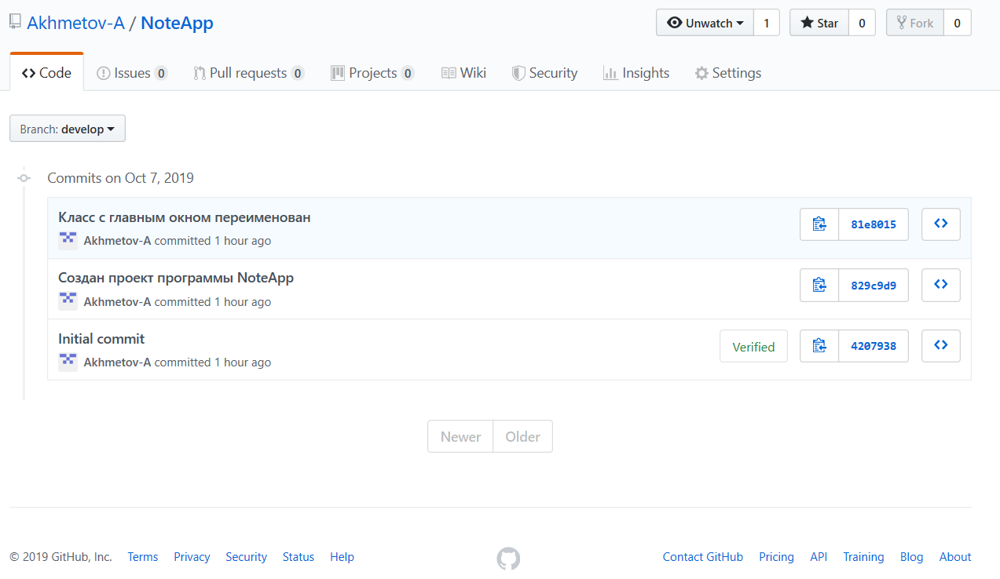 Akhmetov-A / NoteApp Unwatch 1 Star 0 Fork 0
Code Issues 0 Pull requests 0 Projects 0 Wiki Security Insights Settings
Branch: develop
Commits on Oct 7, 2019
Класс с главным окном переименован
Akhmetov-A committed 1 hour ago
81e8015
Создан проект программы NoteApp
Akhmetov-A committed 1 hour ago
829c9d9
Initial commit
Akhmetov-A committed 1 hour ago
Verified 4207938
Newer Older
© 2019 GitHub, Inc. Terms Privacy Security Status Help Contact GitHub Pricing API Training Blog About